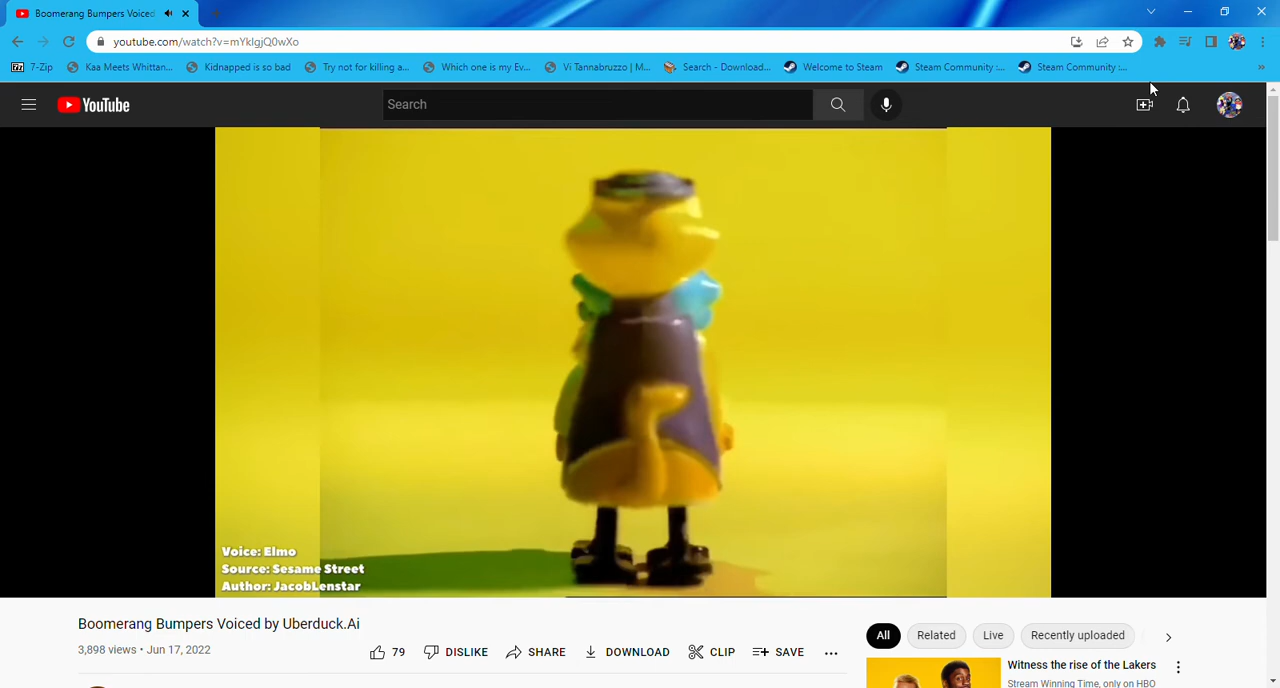 Boomerang Bumpers Voiced
youtube.com/watch?v=mYklgjQ0wXo
7-Zip
Kaa Meets Whittan...
Kidnapped is so bad
Try not for killing a...
Which one is my Ev...
Vi Tannabruzzo | M...
Search - Download...
Welcome to Steam
Steam Community :...
Steam Community :...
YouTube
Search
Voice: Elmo
Source: Sesame Street
Author: JacobLenstar
Boomerang Bumpers Voiced by Uberduck.Ai
3,898 views • Jun 17, 2022
79
DISLIKE
SHARE
DOWNLOAD
CLIP
SAVE
All
Related
Live
Recently uploaded
Witness the rise of the Lakers
Stream Winning Time, only on HBO